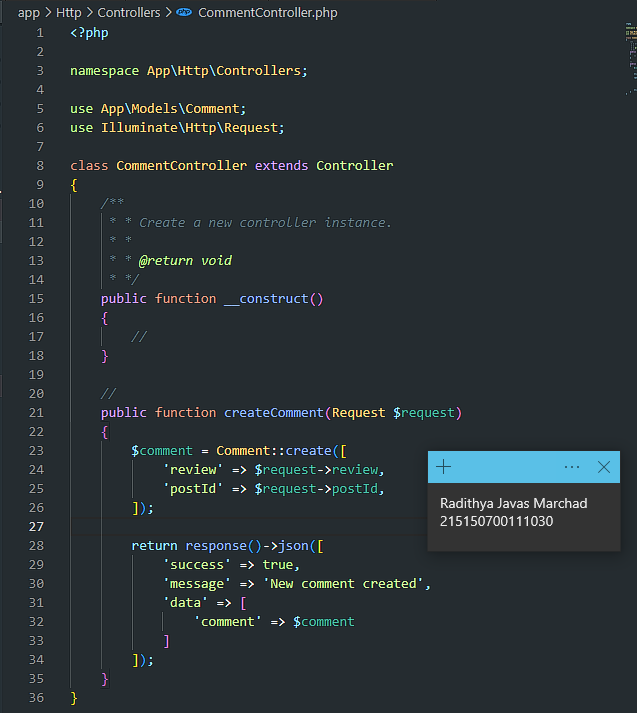 app > Http > Controllers > CommentController.php
1 <?php
2
3 namespace App\Http\Controllers;
4
5 use App\Models\Comment;
6 use Illuminate\Http\Request;
7
8 class CommentController extends Controller
9 {
10 /**
11 * * Create a new controller instance.
12 * *
13 * * @return void
14 * */
15 public function __construct()
16 {
17 //
18 }
19
20 //
21 public function createComment(Request $request)
22 {
23 $comment = Comment::create([
24 'review' => $request->review,
25 'postId' => $request->postId,
26 ]);
27
28 return response()->json([
29 'success' => true,
30 'message' => 'New comment created',
31 'data' => [
32 'comment' => $comment
33 ]
34 ]);
35 }
36 }
Radithya Javas Marchad
215150700111030